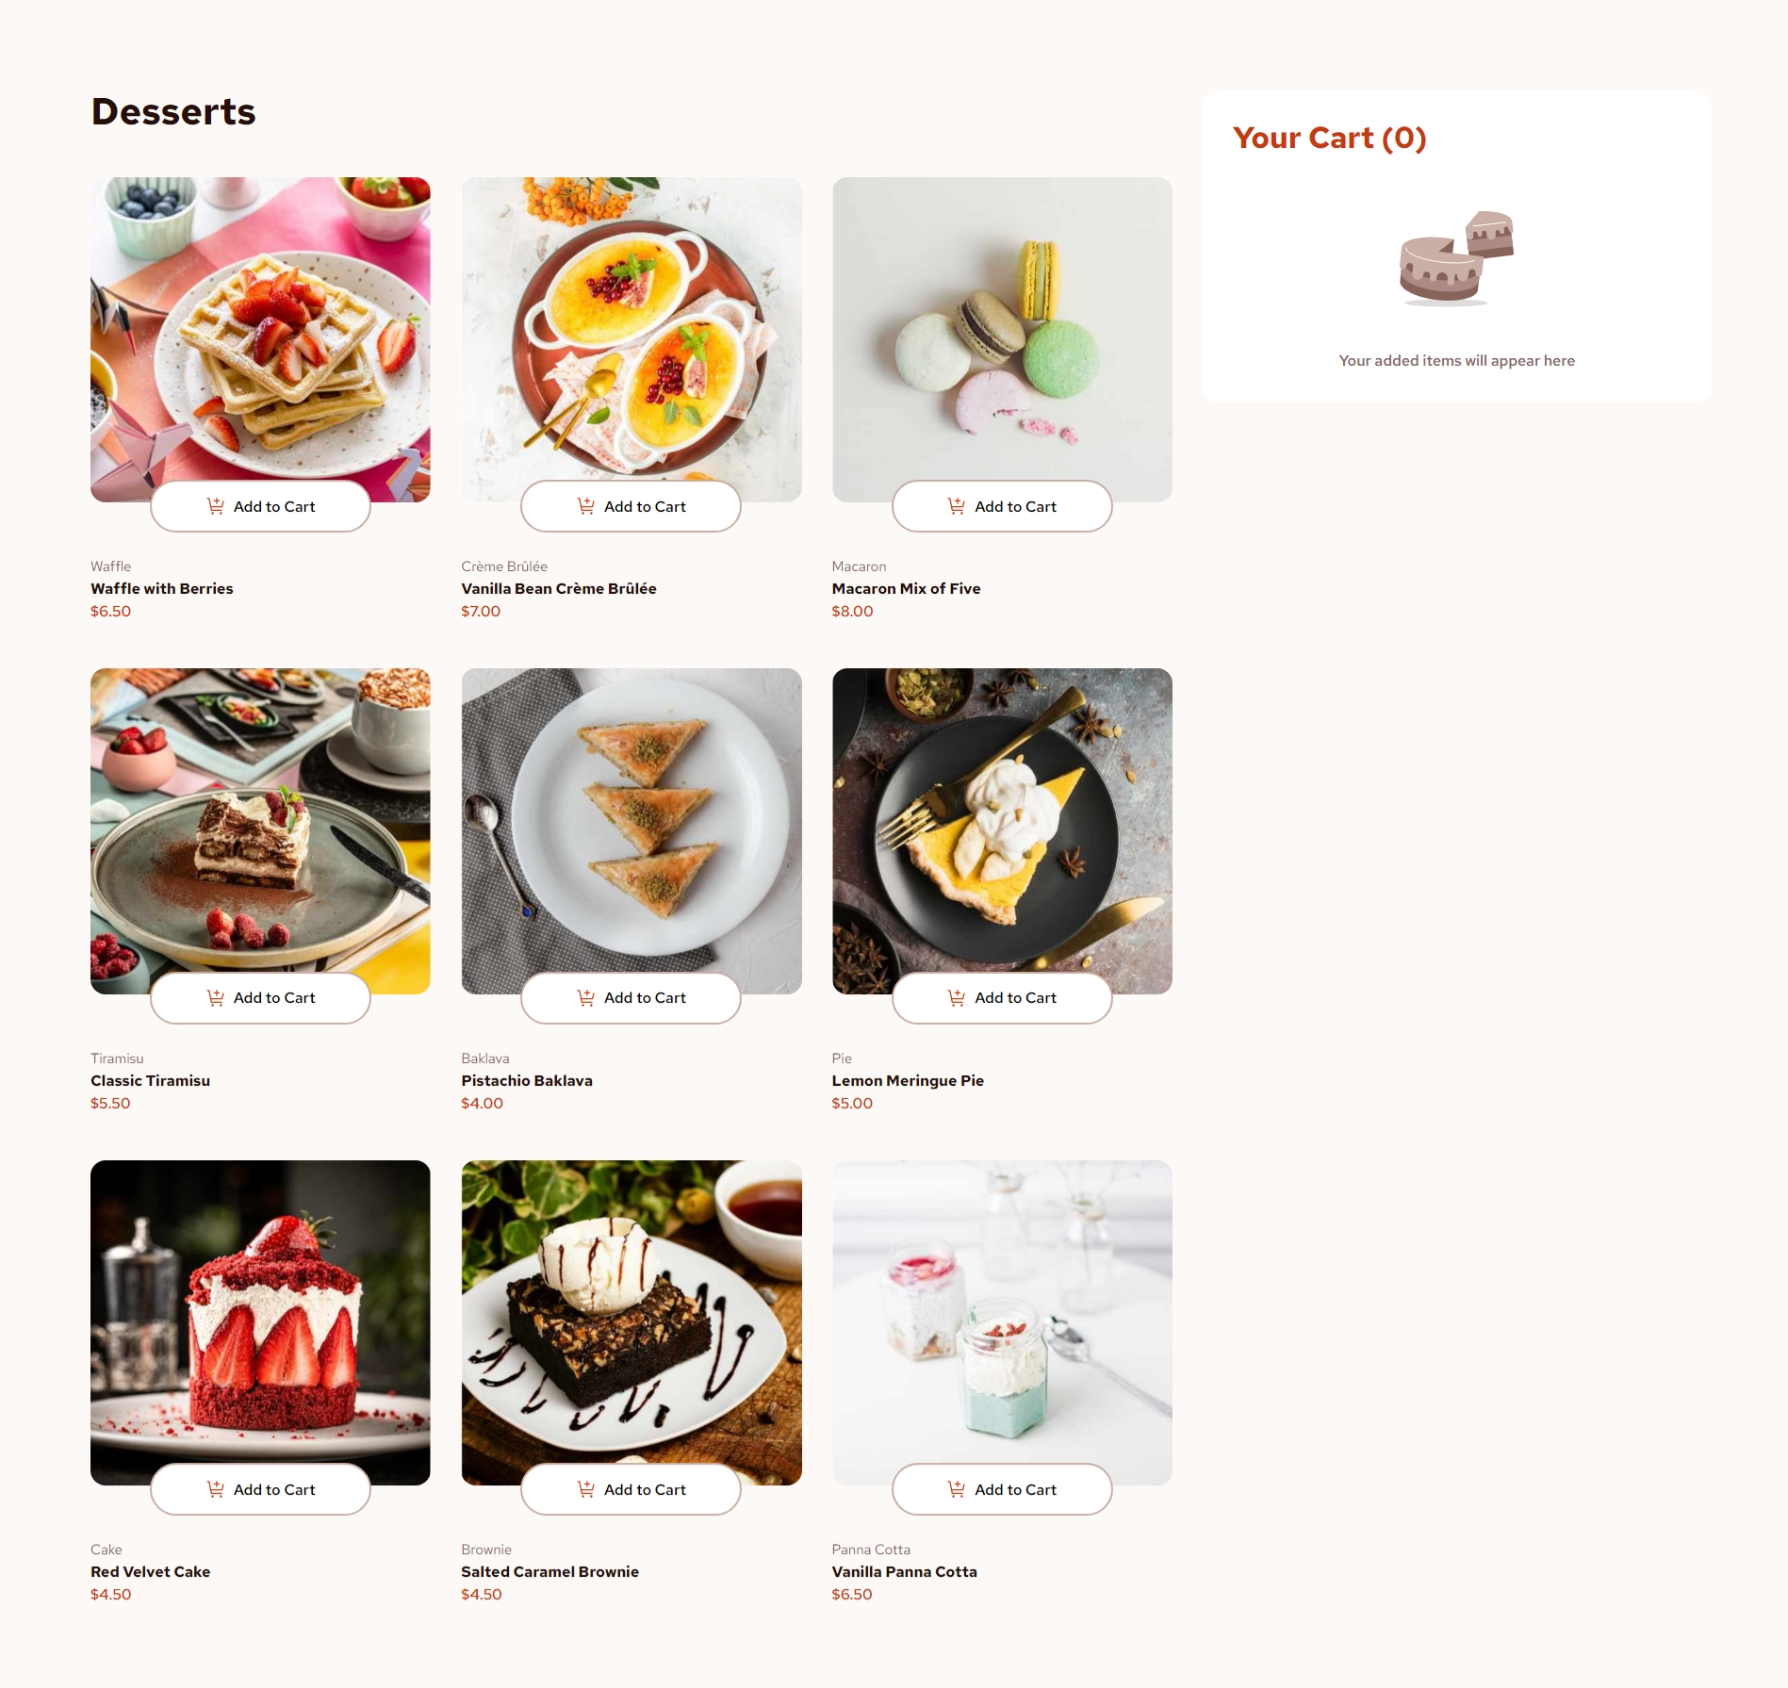 Desserts
Add to Cart
Waffle
Waffle with Berries
$6.50
Add to Cart
Crème Brûlée
Vanilla Bean Crème Brûlée
$7.00
Add to Cart
Macaron
Macaron Mix of Five
$8.00
Add to Cart
Tiramisu
Classic Tiramisu
$5.50
Add to Cart
Baklava
Pistachio Baklava
$4.00
Add to Cart
Pie
Lemon Meringue Pie
$5.00
Add to Cart
Cake
Red Velvet Cake
$4.50
Add to Cart
Brownie
Salted Caramel Brownie
$4.50
Add to Cart
Panna Cotta
Vanilla Panna Cotta
$6.50
Your Cart (0)
Your added items will appear here